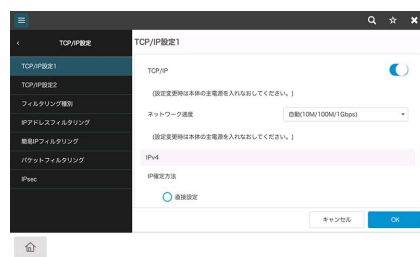 TCP/IP設定
TCP/IP設定1
TCP/IP設定1
TCP/IP設定2
フィルタリング種別
IPアドレスフィルタリング
簡易IPフィルタリング
パケットフィルタリング
IPsec
TCP/IP
(設定変更時は本体の主電源を入れなおしてください。)
ネットワーク速度
自動(10M/100M/1Gbps)
(設定変更時は本体の主電源を入れなおしてください。)
IPv4
IP確定方法
直接設定
キャンセル
OK